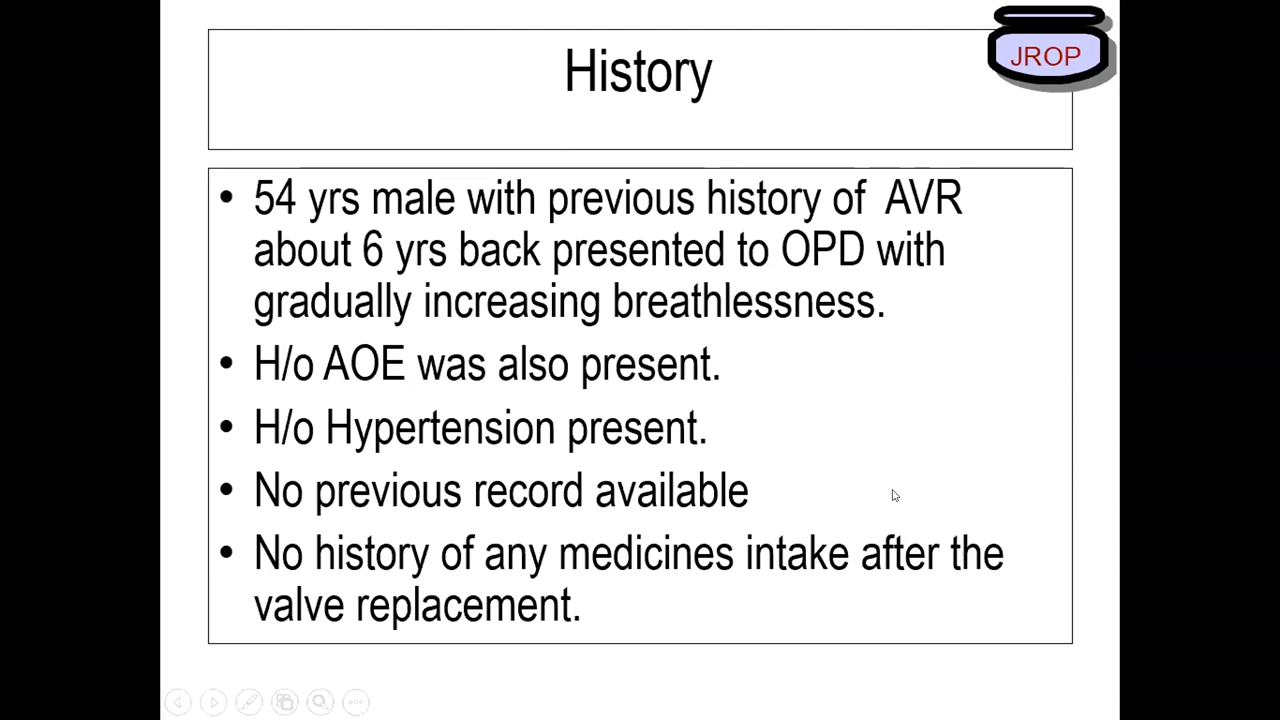 JROP
History
• 54 yrs male with previous history of AVR
about 6 yrs back presented to OPD with
gradually increasing breathlessness.
• H/o AOE was also present.
• H/o Hypertension present.
• No previous record available
• No history of any medicines intake after the
valve replacement.